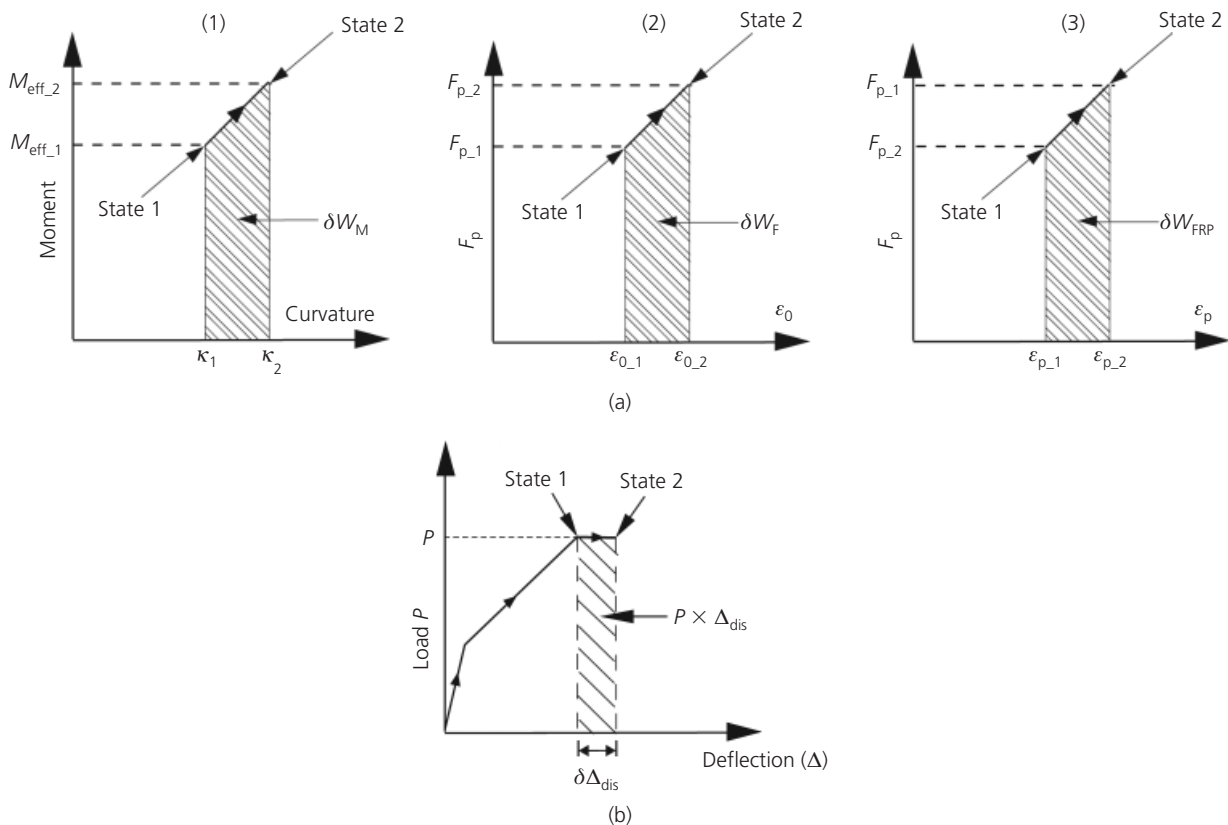 (1)
State 2
M_eff_2
M_eff_1
State 1
Moment
δW_M
Curvature
κ_1
κ_2
(2)
State 2
F_p_2
F_p_1
State 1
F_p
δW_F
ε_0
ε_0_1
ε_0_2
(3)
State 2
F_p_1
F_p_2
State 1
F_p
δW_FRP
ε_p
ε_p_1
ε_p_2
(a)
State 1
State 2
P
P × Δ_dis
Load P
Deflection (Δ)
δΔ_dis
(b)